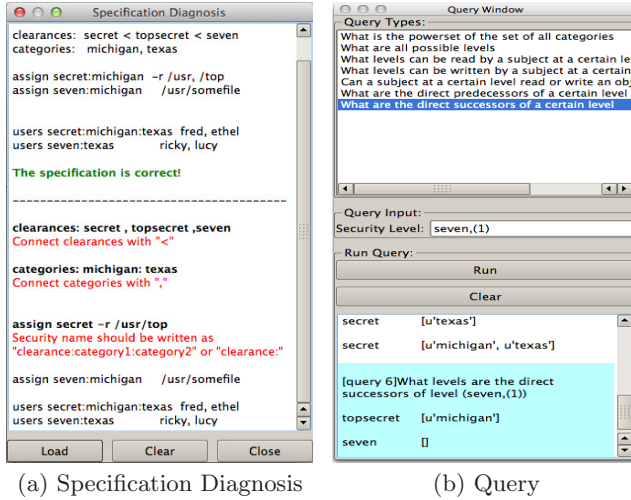 Specification Diagnosis
clearances: secret < topsecret < seven
categories: michigan, texas
assign secret:michigan -r /usr, /top
assign seven:michigan /usr/somefile
users secret:michigan:texas fred, ethel
users seven:texas ricky, lucy
The specification is correct!
----------------------------------------
clearances: secret , topsecret ,seven
Connect clearances with "<"
categories: michigan: texas
Connect categories with ","
assign secret -r /usr/top
Security name should be written as
"clearance:category1:category2" or "clearance:"
assign seven:michigan /usr/somefile
users secret:michigan:texas fred, ethel
users seven:texas ricky, lucy
Load Clear Close
(a) Specification Diagnosis
Query Window
Query Types:
What is the powerset of the set of all categories
What are all possible levels
What levels can be read by a subject at a certain le
What levels can be written by a subject at a certain
Can a subject at a certain level read or write an obj
What are the direct predecessors of a certain level
What are the direct successors of a certain level
Query Input:
Security Level: seven,(1)
Run Query:
Run
Clear
secret [u'texas']
secret [u'michigan', u'texas']
[query 6]What levels are the direct
successors of level (seven,(1))
topsecret [u'michigan']
seven []
(b) Query